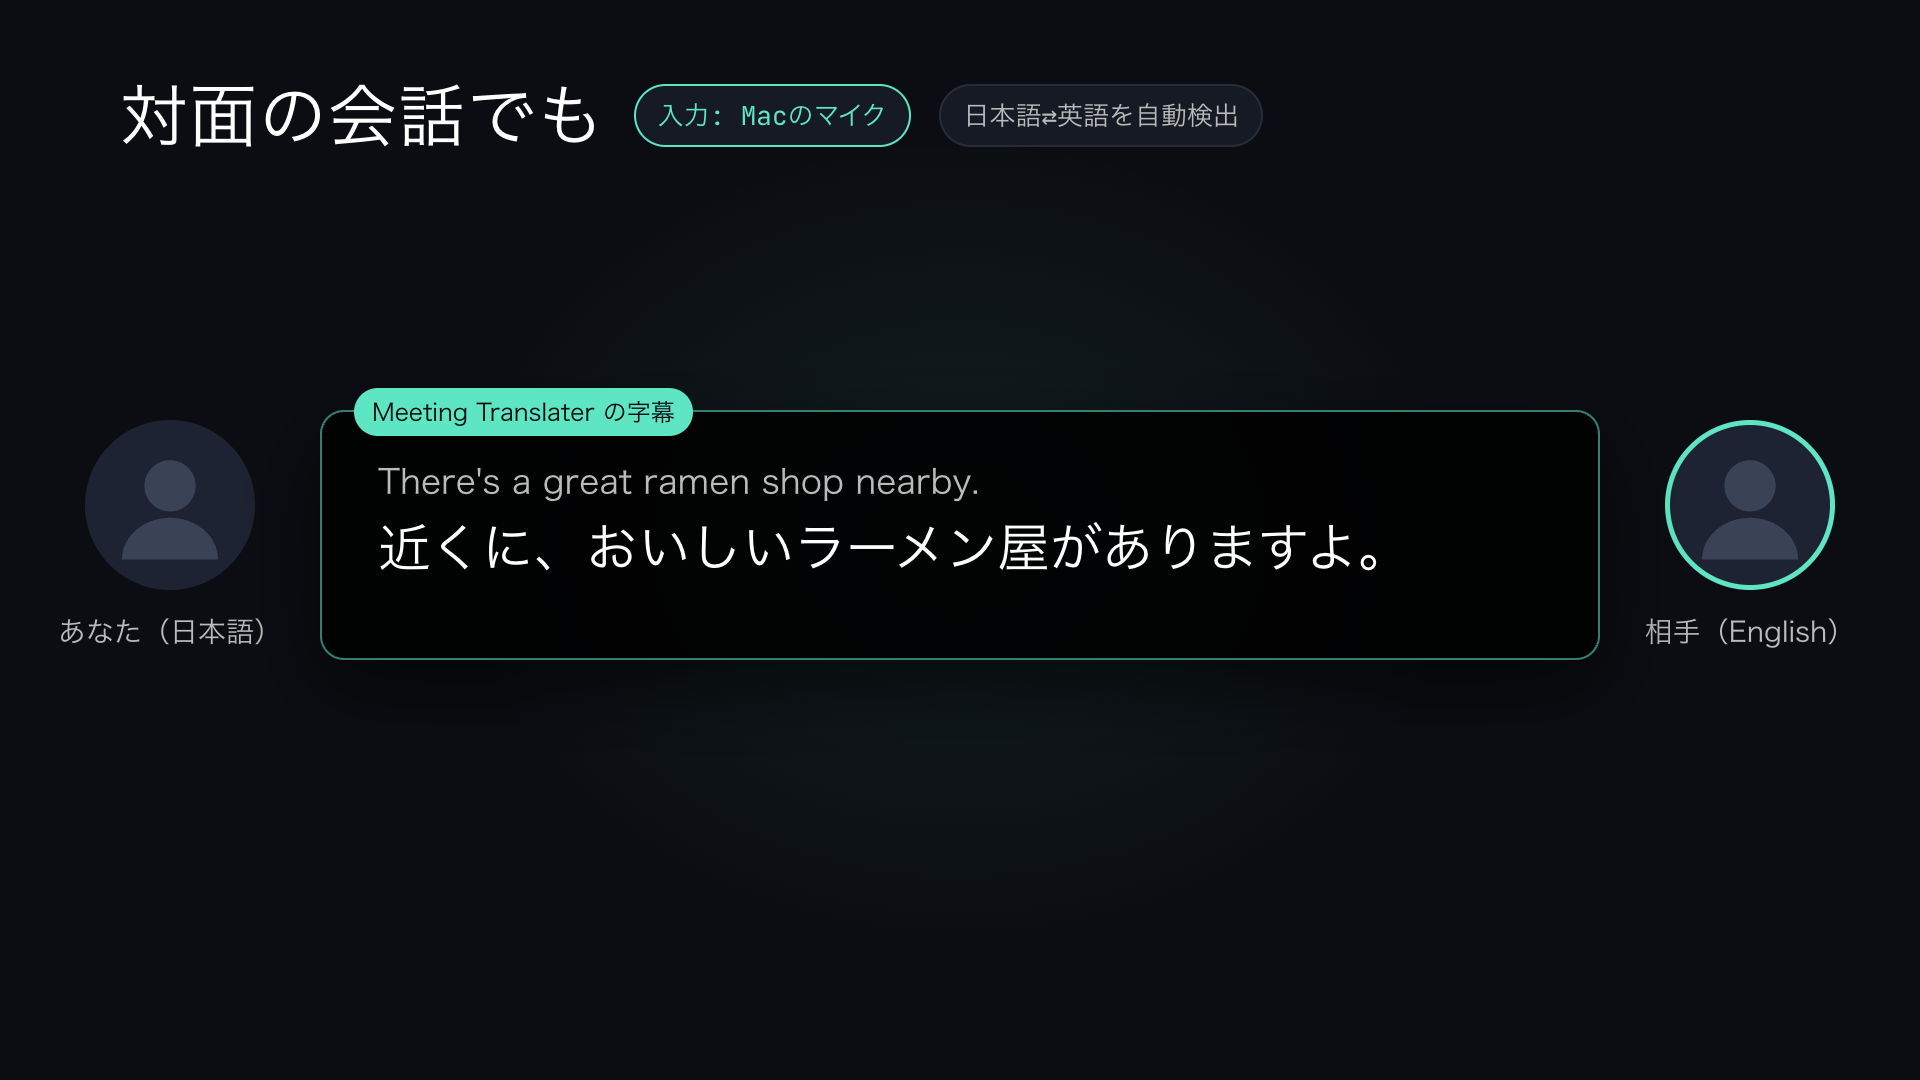 対面の会話でも
入力: Macのマイク
日本語⇄英語を自動検出
Meeting Translater の字幕
There's a great ramen shop nearby.
近くに、おいしいラーメン屋がありますよ。
あなた（日本語）
相手（English）